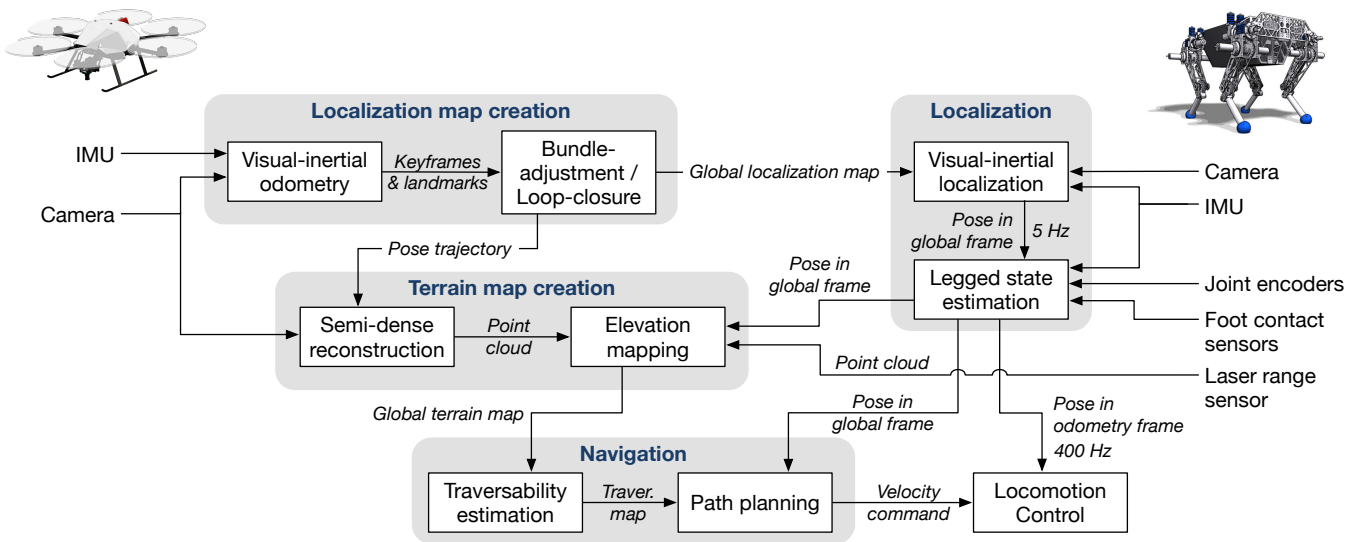 Localization map creation
Localization
IMU
Camera
Visual-inertial
odometry
Keyframes
& landmarks
Bundle-
adjustment /
Loop-closure
Global localization map
Visual-inertial
localization
Camera
IMU
Pose in
global frame
5 Hz
Pose trajectory
Terrain map creation
Semi-dense
reconstruction
Point
cloud
Elevation
mapping
Pose in
global frame
Legged state
estimation
Joint encoders
Foot contact
sensors
Point cloud
Laser range
sensor
Global terrain map
Pose in
global frame
Pose in
odometry frame
400 Hz
Navigation
Traversability
estimation
Traver.
map
Path planning
Velocity
command
Locomotion
Control